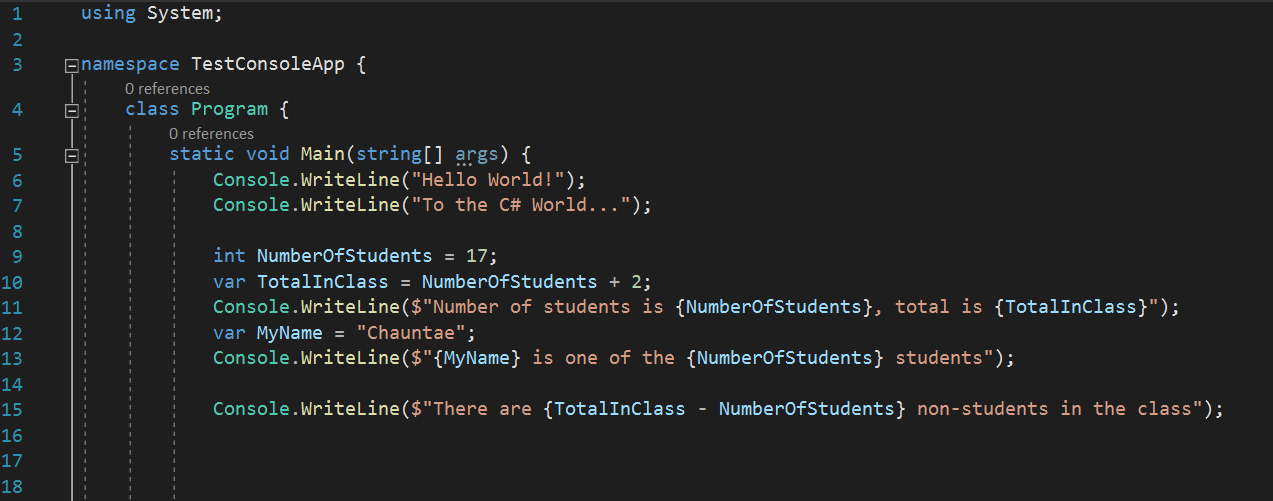 1 using System;
2
3 namespace TestConsoleApp {
0 references
4 class Program {
0 references
5 static void Main(string[] args) {
6 Console.WriteLine("Hello World!");
7 Console.WriteLine("To the C# World...");
8
9 int NumberOfStudents = 17;
10 var TotalInClass = NumberOfStudents + 2;
11 Console.WriteLine($"Number of students is {NumberOfStudents}, total is {TotalInClass}");
12 var MyName = "Chauntae";
13 Console.WriteLine($"{MyName} is one of the {NumberOfStudents} students");
14
15 Console.WriteLine($"There are {TotalInClass - NumberOfStudents} non-students in the class");
16
17
18